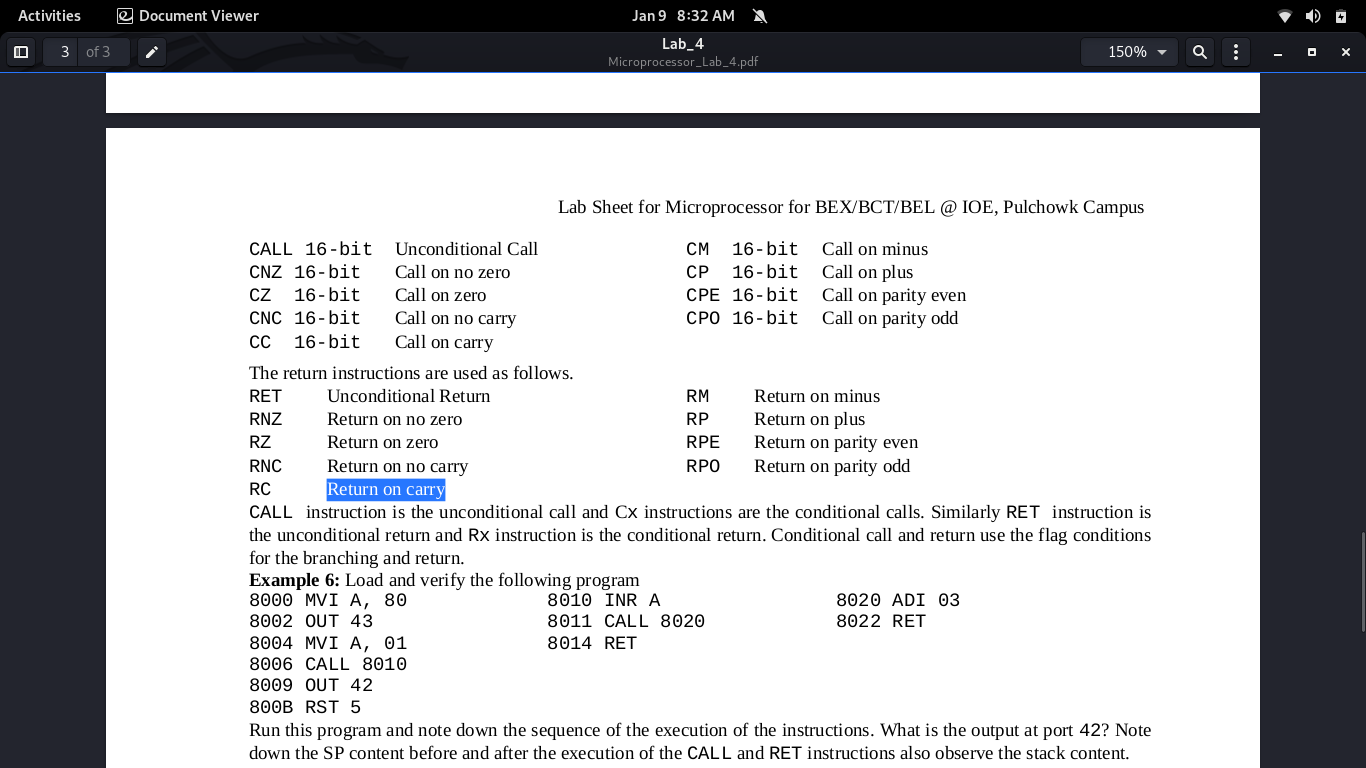 Activities Document Viewer Jan 9 8:32 AM
3 of 3 Lab_4 150%
Microprocessor_Lab_4.pdf
Lab Sheet for Microprocessor for BEX/BCT/BEL @ IOE, Pulchowk Campus
CALL 16-bit Unconditional Call CM 16-bit Call on minus
CNZ 16-bit Call on no zero CP 16-bit Call on plus
CZ 16-bit Call on zero CPE 16-bit Call on parity even
CNC 16-bit Call on no carry CPO 16-bit Call on parity odd
CC 16-bit Call on carry
The return instructions are used as follows.
RET Unconditional Return RM Return on minus
RNZ Return on no zero RP Return on plus
RZ Return on zero RPE Return on parity even
RNC Return on no carry RPO Return on parity odd
RC Return on carry
CALL instruction is the unconditional call and Cx instructions are the conditional calls. Similarly RET instruction is
the unconditional return and Rx instruction is the conditional return. Conditional call and return use the flag conditions
for the branching and return.
Example 6: Load and verify the following program
8000 MVI A, 80 8010 INR A 8020 ADI 03
8002 OUT 43 8011 CALL 8020 8022 RET
8004 MVI A, 01 8014 RET
8006 CALL 8010
8009 OUT 42
800B RST 5
Run this program and note down the sequence of the execution of the instructions. What is the output at port 42? Note
down the SP content before and after the execution of the CALL and RET instructions also observe the stack content.